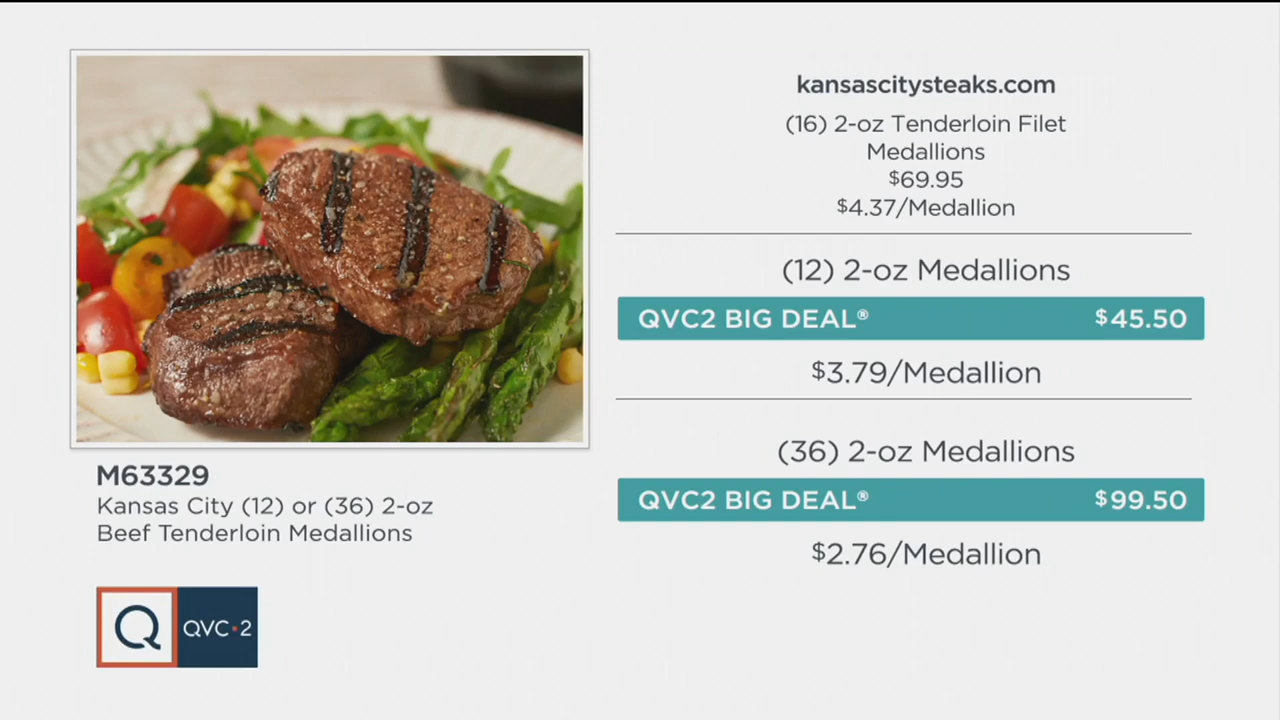 kansascitysteaks.com
(16) 2-oz Tenderloin Filet
Medallions
$69.95
$4.37/Medallion
(12) 2-oz Medallions
QVC2 BIG DEAL® $45.50
$3.79/Medallion
(36) 2-oz Medallions
QVC2 BIG DEAL® $99.50
$2.76/Medallion
M63329
Kansas City (12) or (36) 2-oz
Beef Tenderloin Medallions
Q QVC•2